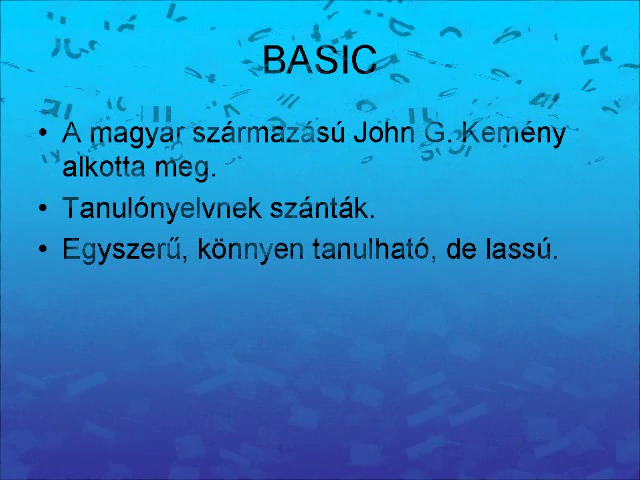 BASIC
• A magyar származású John G. Kemény
alkotta meg.
• Tanulónyelvnek szánták.
• Egyszerű, könnyen tanulható, de lassú.